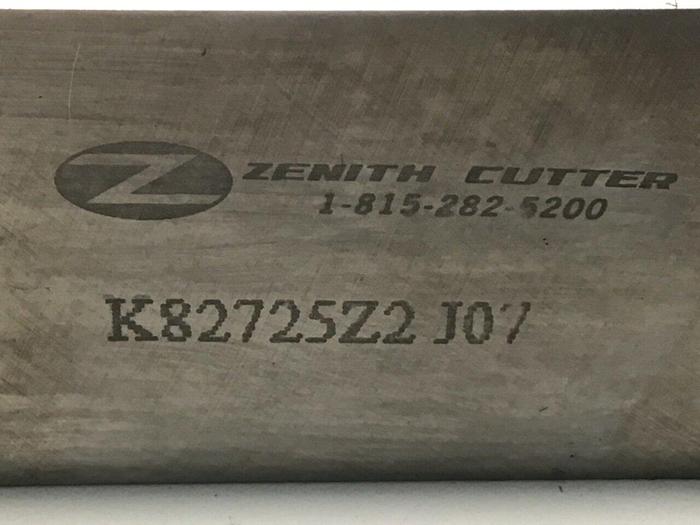 Z ZENITH CUTTER
1-815-282-5200
K82725Z2 J07